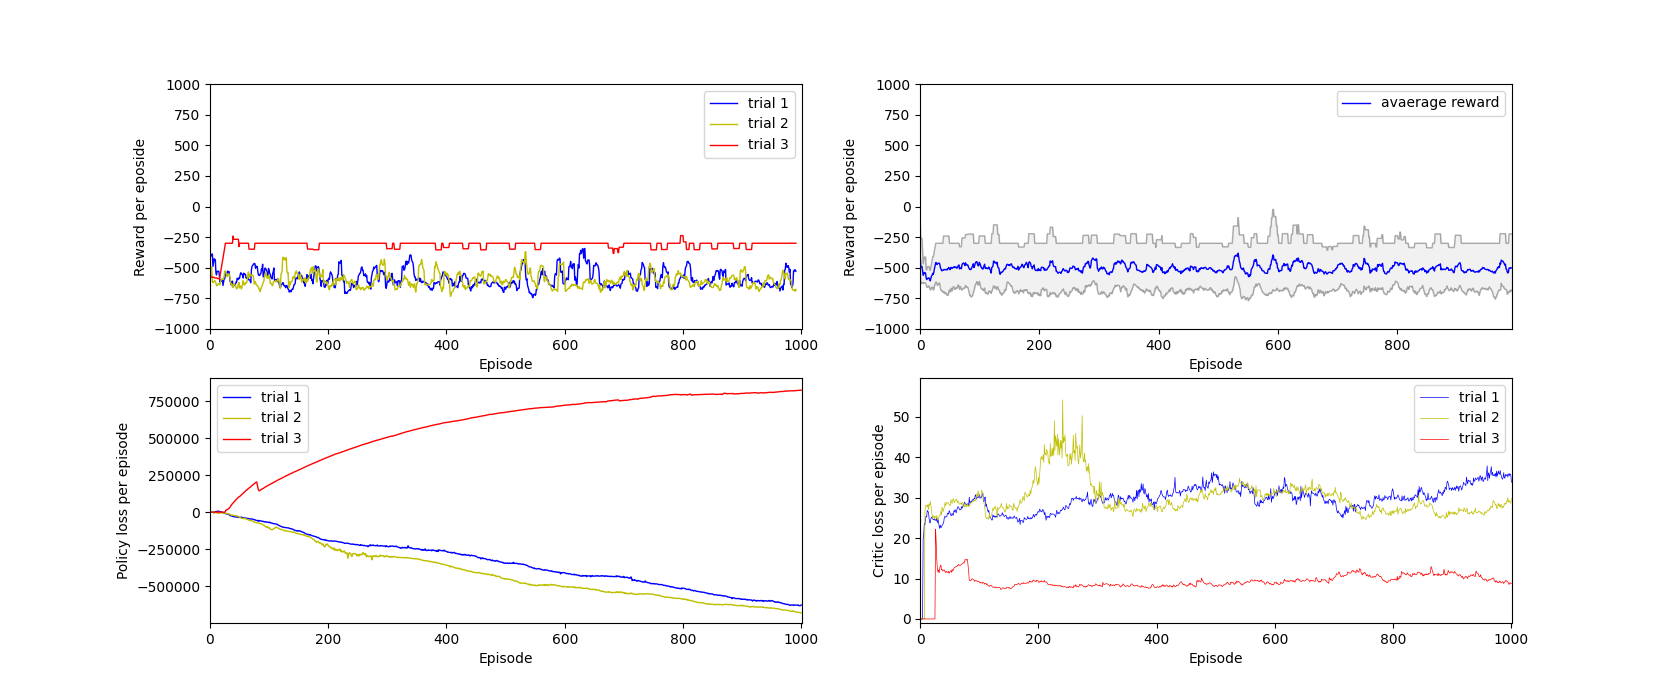 1000
750
500
250
0
−250
−500
−750
−1000
Reward per eposide
trial 1
trial 2
trial 3
0 200 400 600 800 1000
Episode
1000
750
500
250
0
−250
−500
−750
−1000
Reward per eposide
avaerage reward
0 200 400 600 800
Episode
750000
500000
250000
0
−250000
−500000
Policy loss per episode
trial 1
trial 2
trial 3
0 200 400 600 800 1000
Episode
50
40
30
20
10
0
Critic loss per episode
trial 1
trial 2
trial 3
0 200 400 600 800 1000
Episode